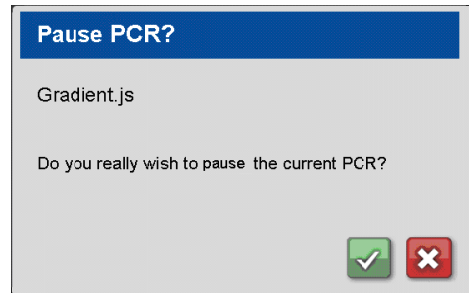 Pause PCR?
Gradient.js
Do you really wish to pause the current PCR?